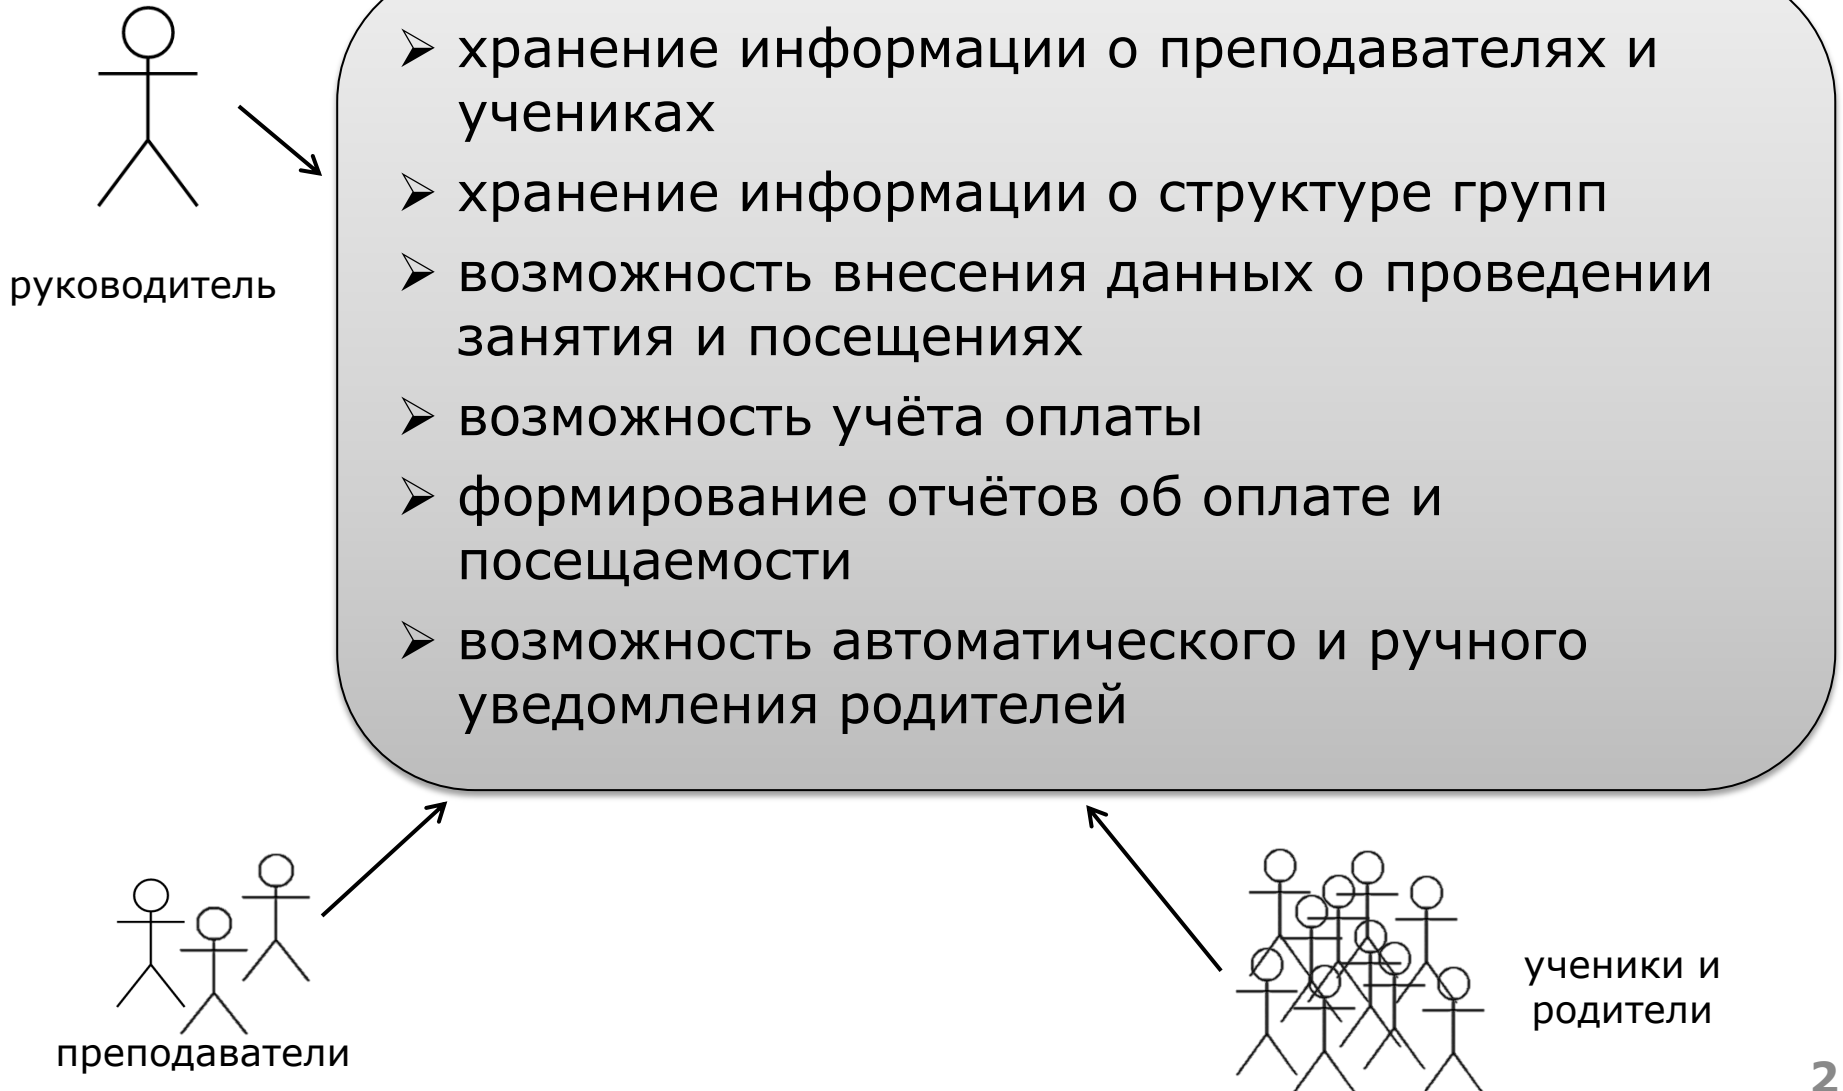 хранение информации о преподавателях и
учениках
хранение информации о структуре групп
возможность внесения данных о проведении
занятия и посещениях
возможность учёта оплаты
формирование отчётов об оплате и
посещаемости
возможность автоматического и ручного
уведомления родителей
руководитель
преподаватели
ученики и
родители
2